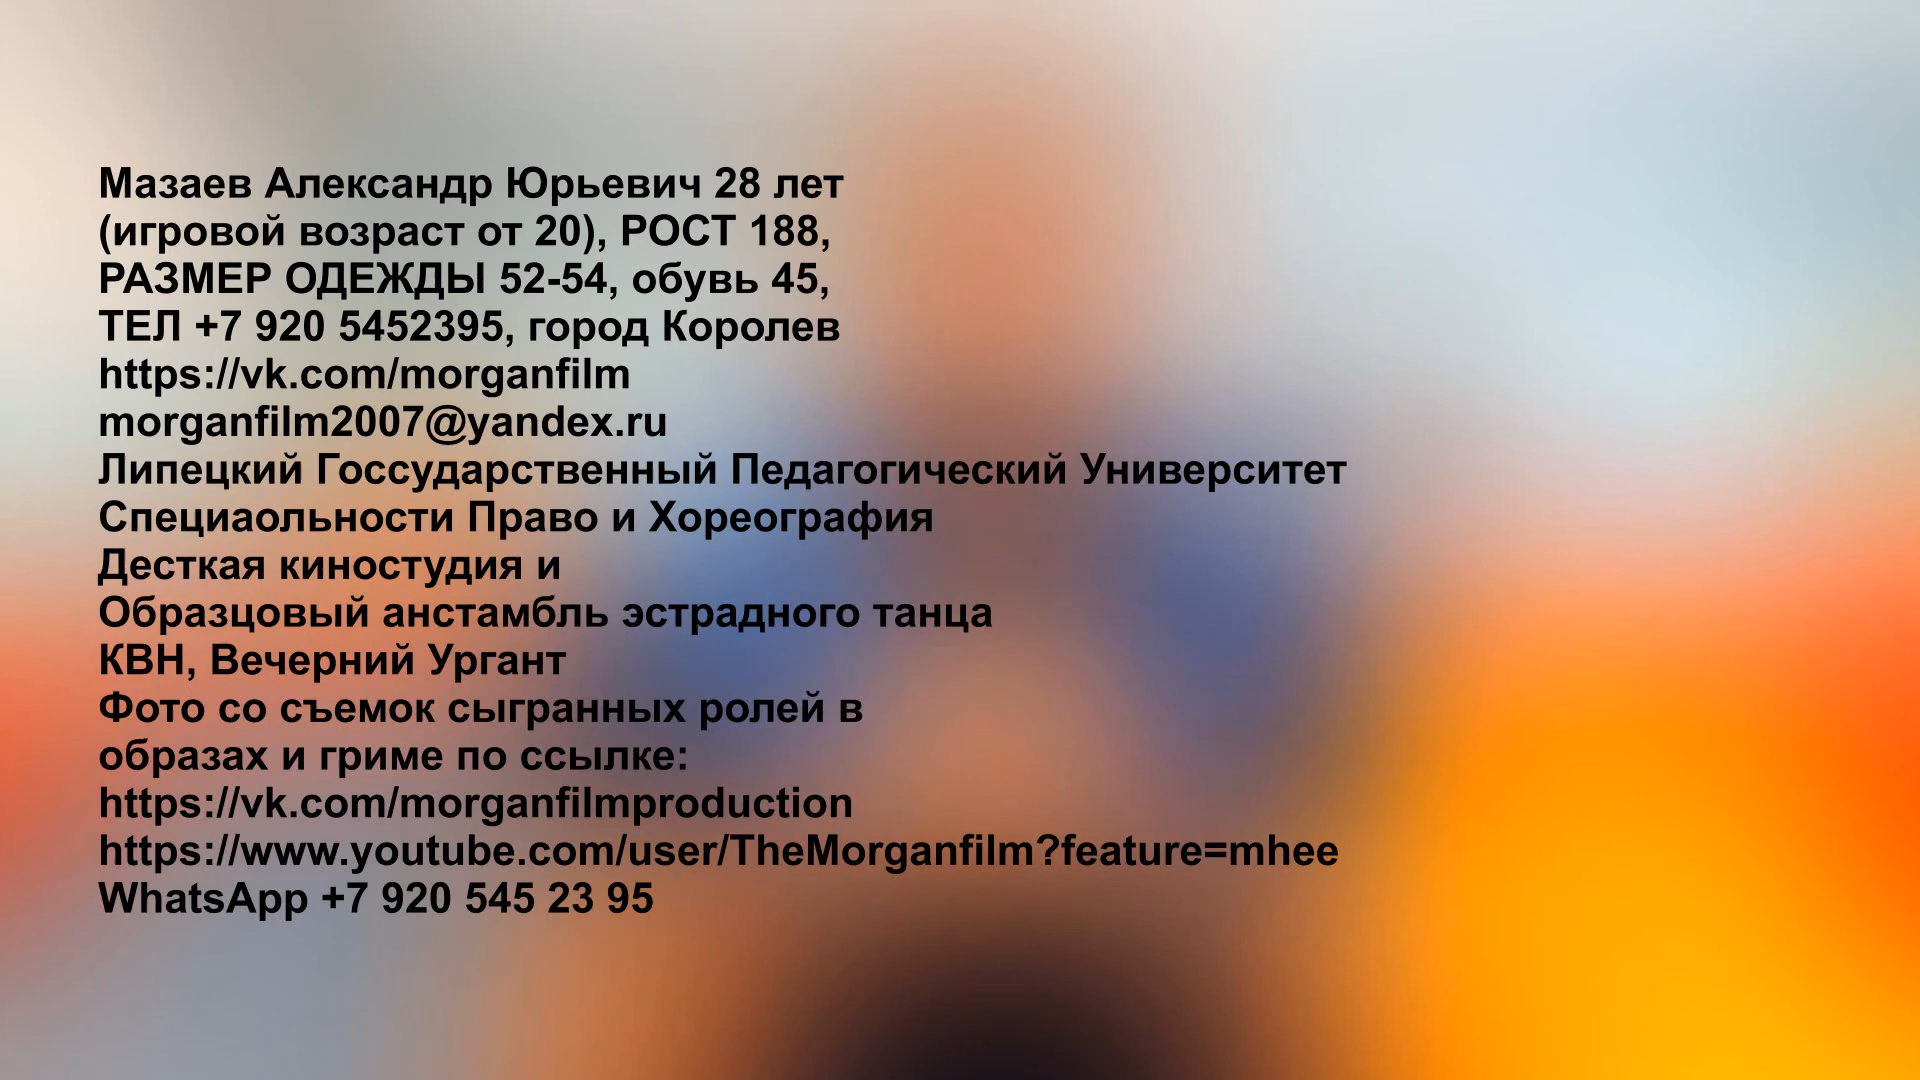 Мазаев Александр Юрьевич 28 лет
(игровой возраст от 20), РОСТ 188,
РАЗМЕР ОДЕЖДЫ 52-54, обувь 45,
ТЕЛ +7 920 5452395, город Королев
https://vk.com/morganfilm
morganfilm2007@yandex.ru
Липецкий Госсударственный Педагогический Университет
Специаольности Право и Хореография
Десткая киностудия и
Образцовый анстамбль эстрадного танца
КВН, Вечерний Ургант
Фото со съемок сыгранных ролей в
образах и гриме по ссылке:
https://vk.com/morganfilmproduction
https://www.youtube.com/user/TheMorganfilm?feature=mhee
WhatsApp +7 920 545 23 95